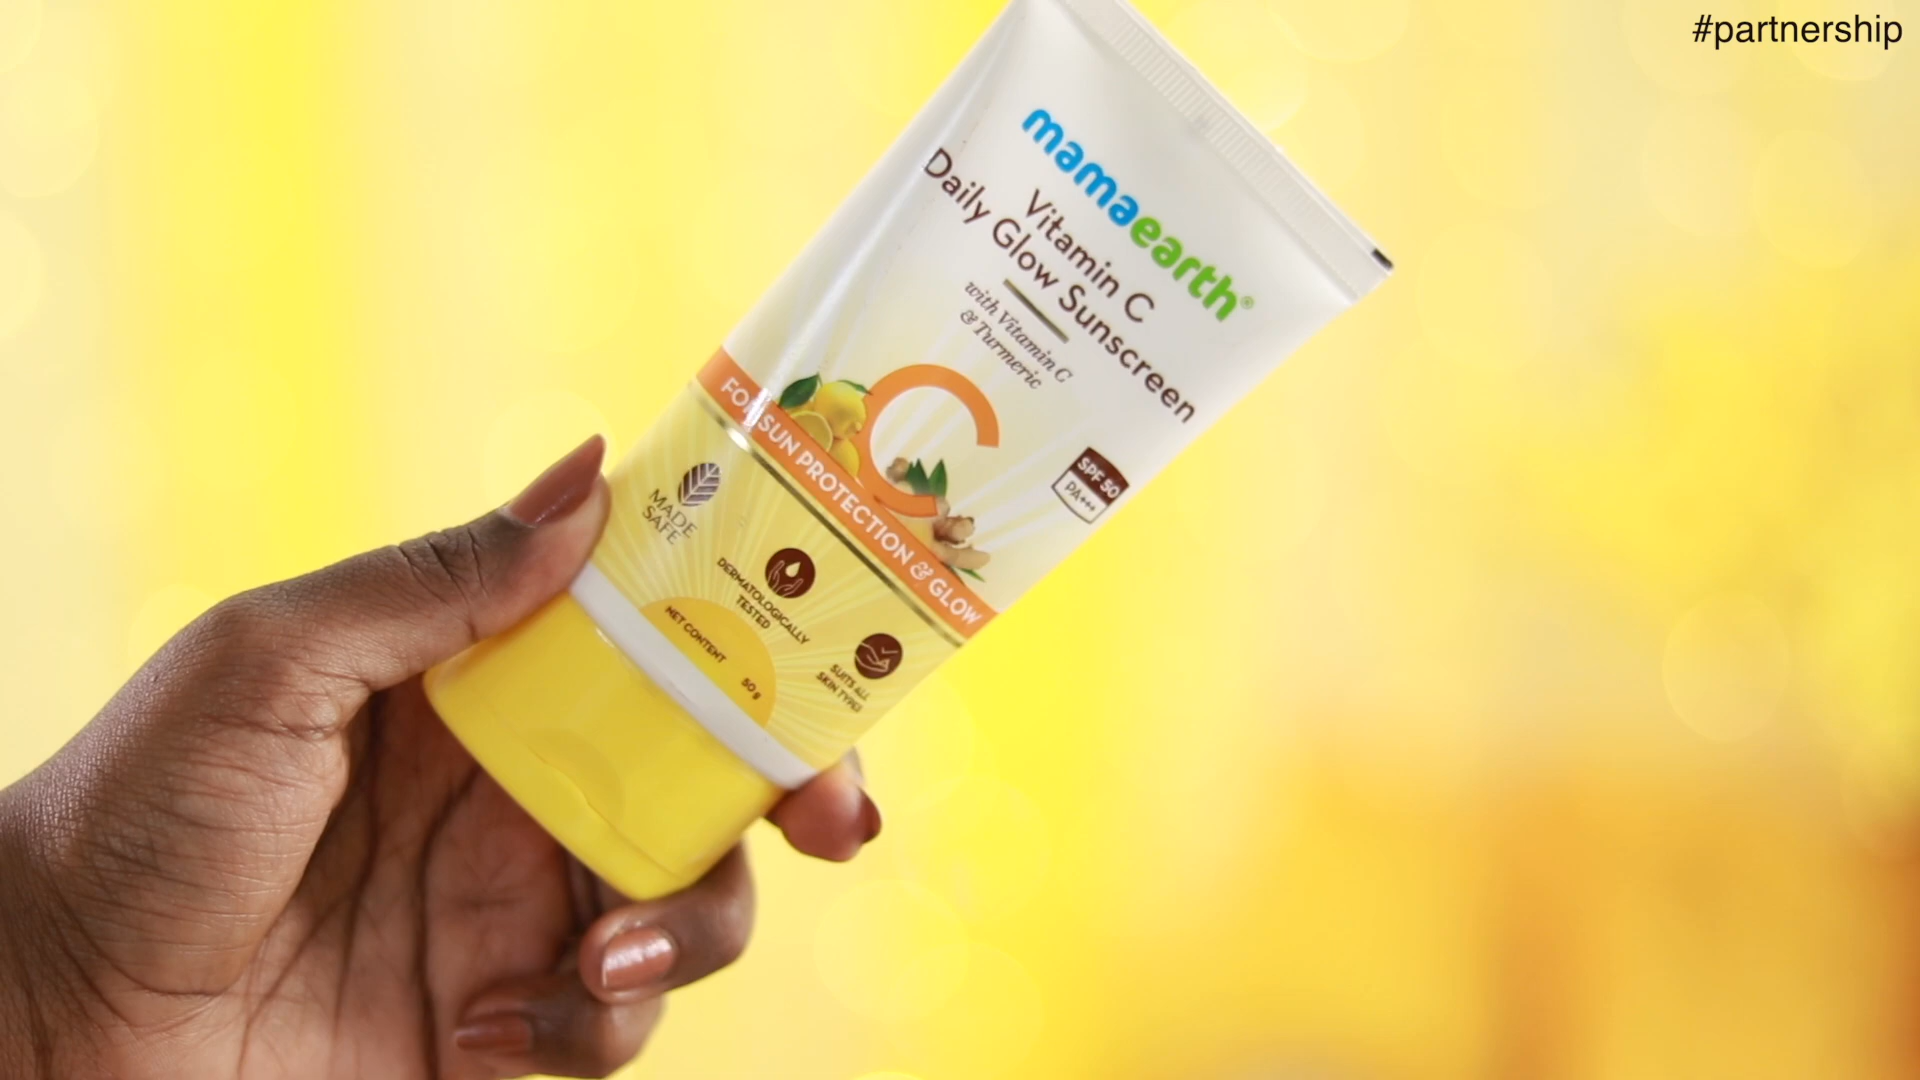 #partnership
mamaearth®
Vitamin C
Daily Glow Sunscreen
with Vitamin C
& Turmeric
C
SPF 50
PA+++
FOR SUN PROTECTION & GLOW
MADE
SAFE
DERMATOLOGICALLY
TESTED
SUITS ALL
SKIN TYPES
NET CONTENT
50 g